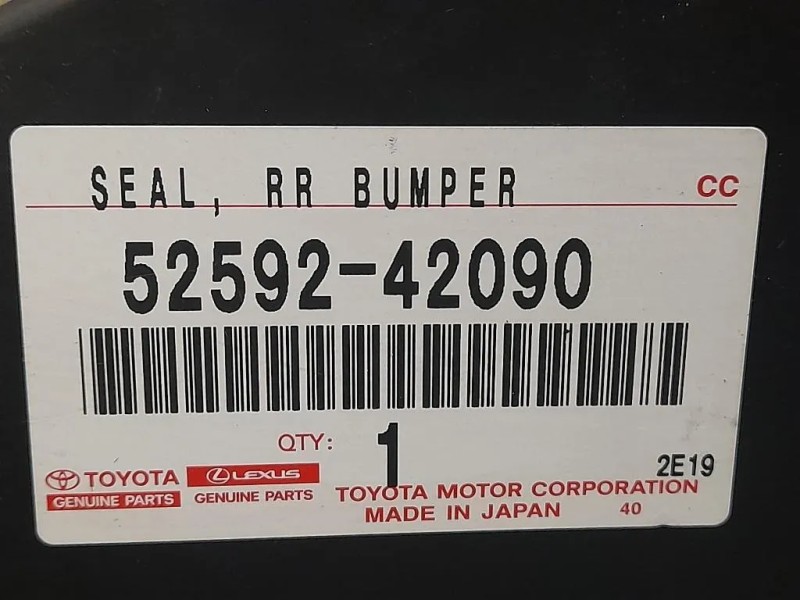 SEAL, RR BUMPER CC
52592-42090
QTY: 1
2E19
TOYOTA LEXUS
GENUINE PARTS GENUINE PARTS
TOYOTA MOTOR CORPORATION
MADE IN JAPAN 40